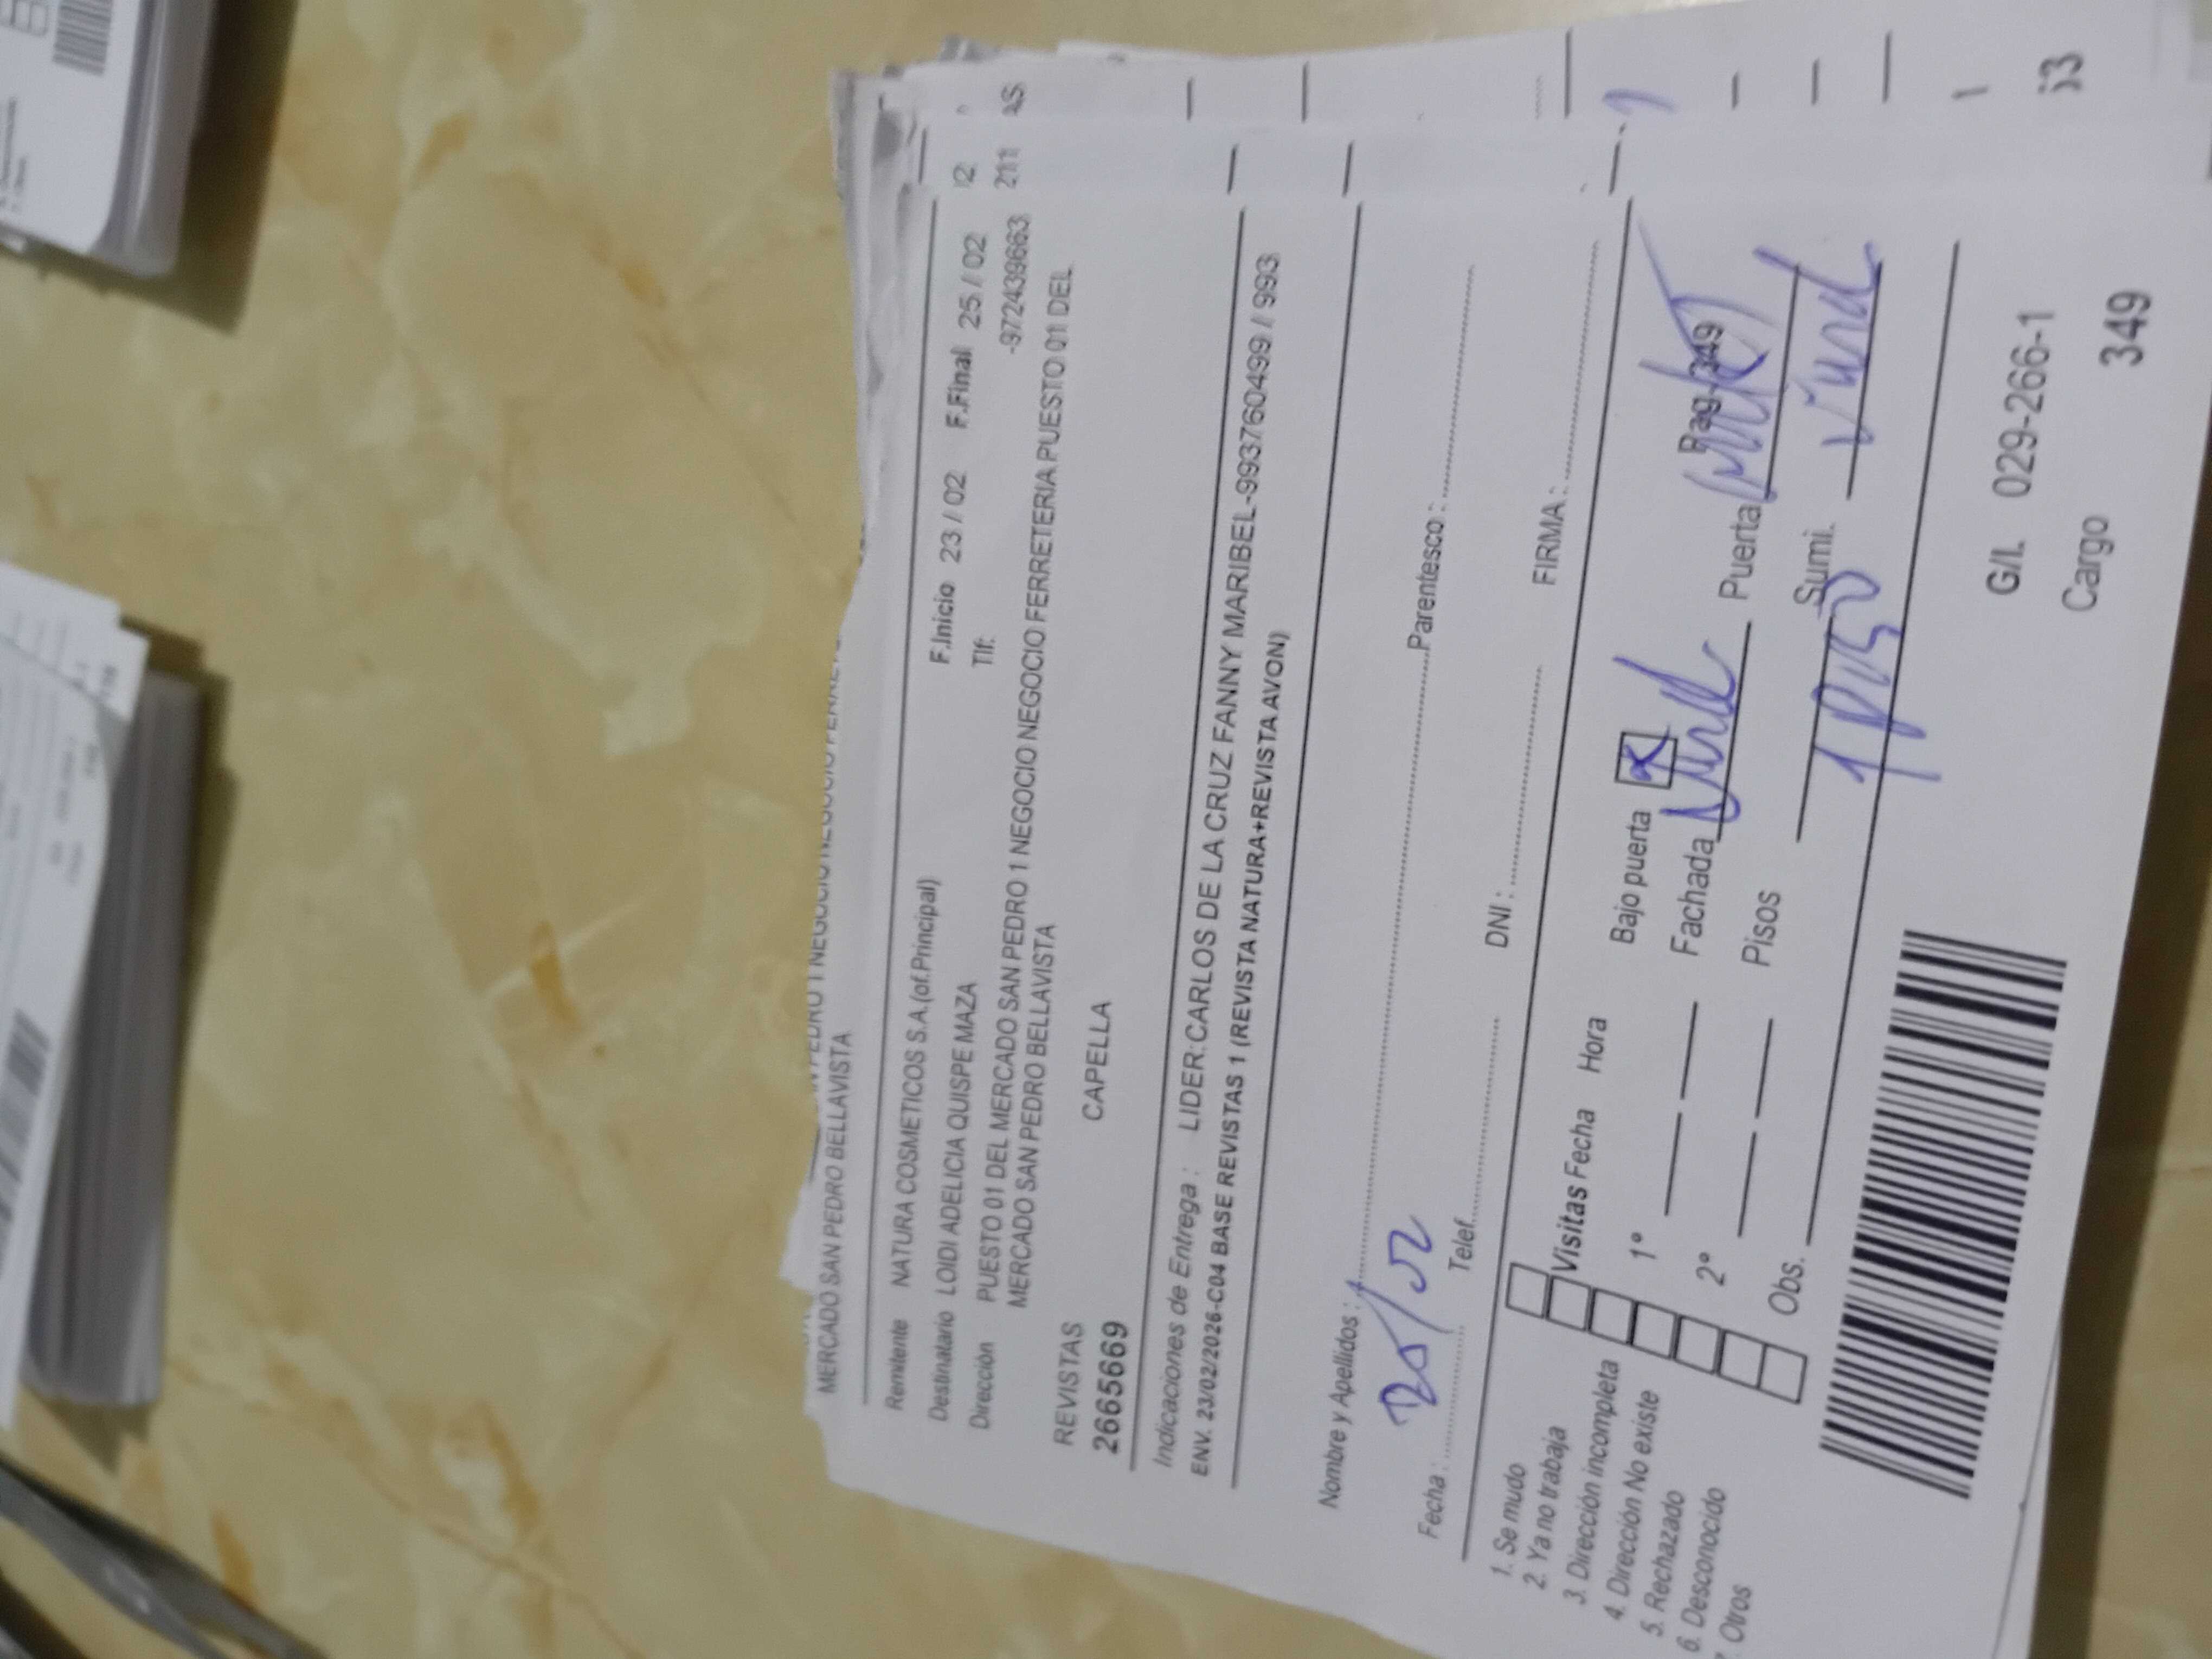 MERCADO SAN PEDRO BELLAVISTA
Remitente NATURA COSMETICOS S.A.(of.Principal) F.Inicio 23 / 02 F.Final 25 / 02
Destinatario LOIDI ADELICIA QUISPE MAZA Tlf: -972439663
Dirección PUESTO 01 DEL MERCADO SAN PEDRO 1 NEGOCIO NEGOCIO FERRETERIA PUESTO 01 DEL
MERCADO SAN PEDRO BELLAVISTA
REVISTAS CAPELLA
2665669
Indicaciones de Entrega : LIDER:CARLOS DE LA CRUZ FANNY MARIBEL-993760499 / 993
ENV. 23/02/2026-C04 BASE REVISTAS 1 (REVISTA NATURA+REVISTA AVON)
Nombre y Apellidos : Parentesco :
Fecha : Telef. DNI : FIRMA :
1. Se mudo
2. Ya no trabaja
3. Dirección incompleta
4. Dirección No existe
5. Rechazado
6. Desconocido
7. Otros
Visitas Fecha Hora Bajo puerta
1° Fachada Puerta Pag-349
2° Pisos Sumi.
Obs.
G/L 029-266-1
Cargo 349